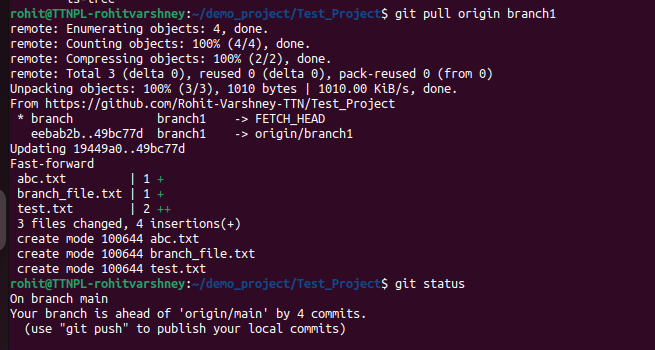 ls-tree
rohit@TTNPL-rohitvarshney:~/demo_project/Test_Project$ git pull origin branch1
remote: Enumerating objects: 4, done.
remote: Counting objects: 100% (4/4), done.
remote: Compressing objects: 100% (2/2), done.
remote: Total 3 (delta 0), reused 0 (delta 0), pack-reused 0 (from 0)
Unpacking objects: 100% (3/3), 1010 bytes | 1010.00 KiB/s, done.
From https://github.com/Rohit-Varshney-TTN/Test_Project
 * branch            branch1    -> FETCH_HEAD
   eebab2b..49bc77d  branch1    -> origin/branch1
Updating 19449a0..49bc77d
Fast-forward
 abc.txt         | 1 +
 branch_file.txt | 1 +
 test.txt        | 2 ++
 3 files changed, 4 insertions(+)
 create mode 100644 abc.txt
 create mode 100644 branch_file.txt
 create mode 100644 test.txt
rohit@TTNPL-rohitvarshney:~/demo_project/Test_Project$ git status
On branch main
Your branch is ahead of 'origin/main' by 4 commits.
  (use "git push" to publish your local commits)